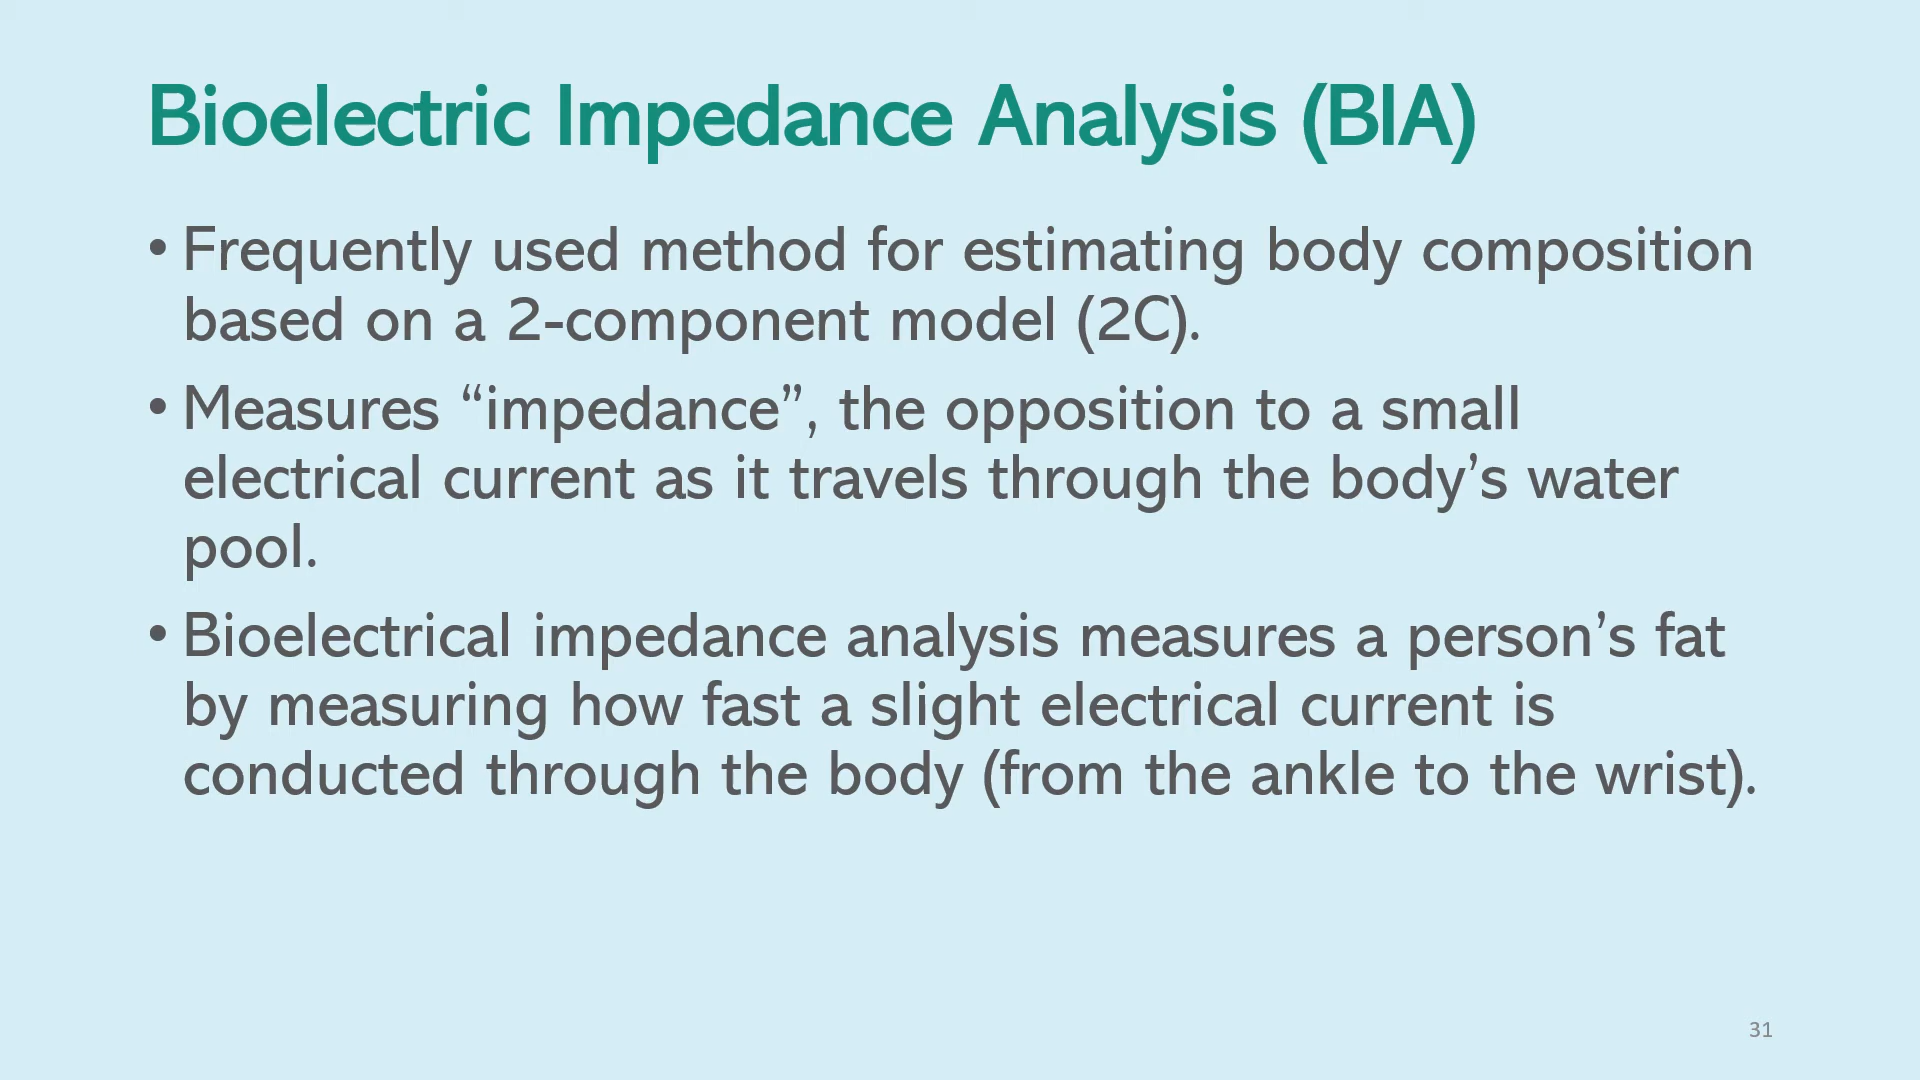 Bioelectric Impedance Analysis (BIA)
• Frequently used method for estimating body composition
based on a 2-component model (2C).
• Measures “impedance”, the opposition to a small
electrical current as it travels through the body’s water
pool.
• Bioelectrical impedance analysis measures a person’s fat
by measuring how fast a slight electrical current is
conducted through the body (from the ankle to the wrist).
31